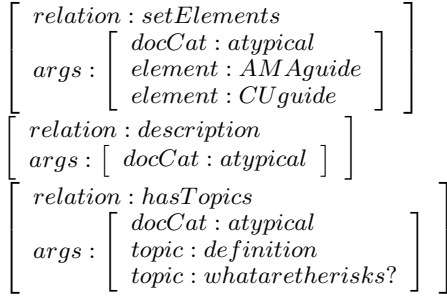 relation : setElements
docCat : atypical
args : element : AMAguide
element : CUguide
relation : description
args : [ docCat : atypical ]
relation : hasTopics
docCat : atypical
args : topic : definition
topic : whataretherisks?